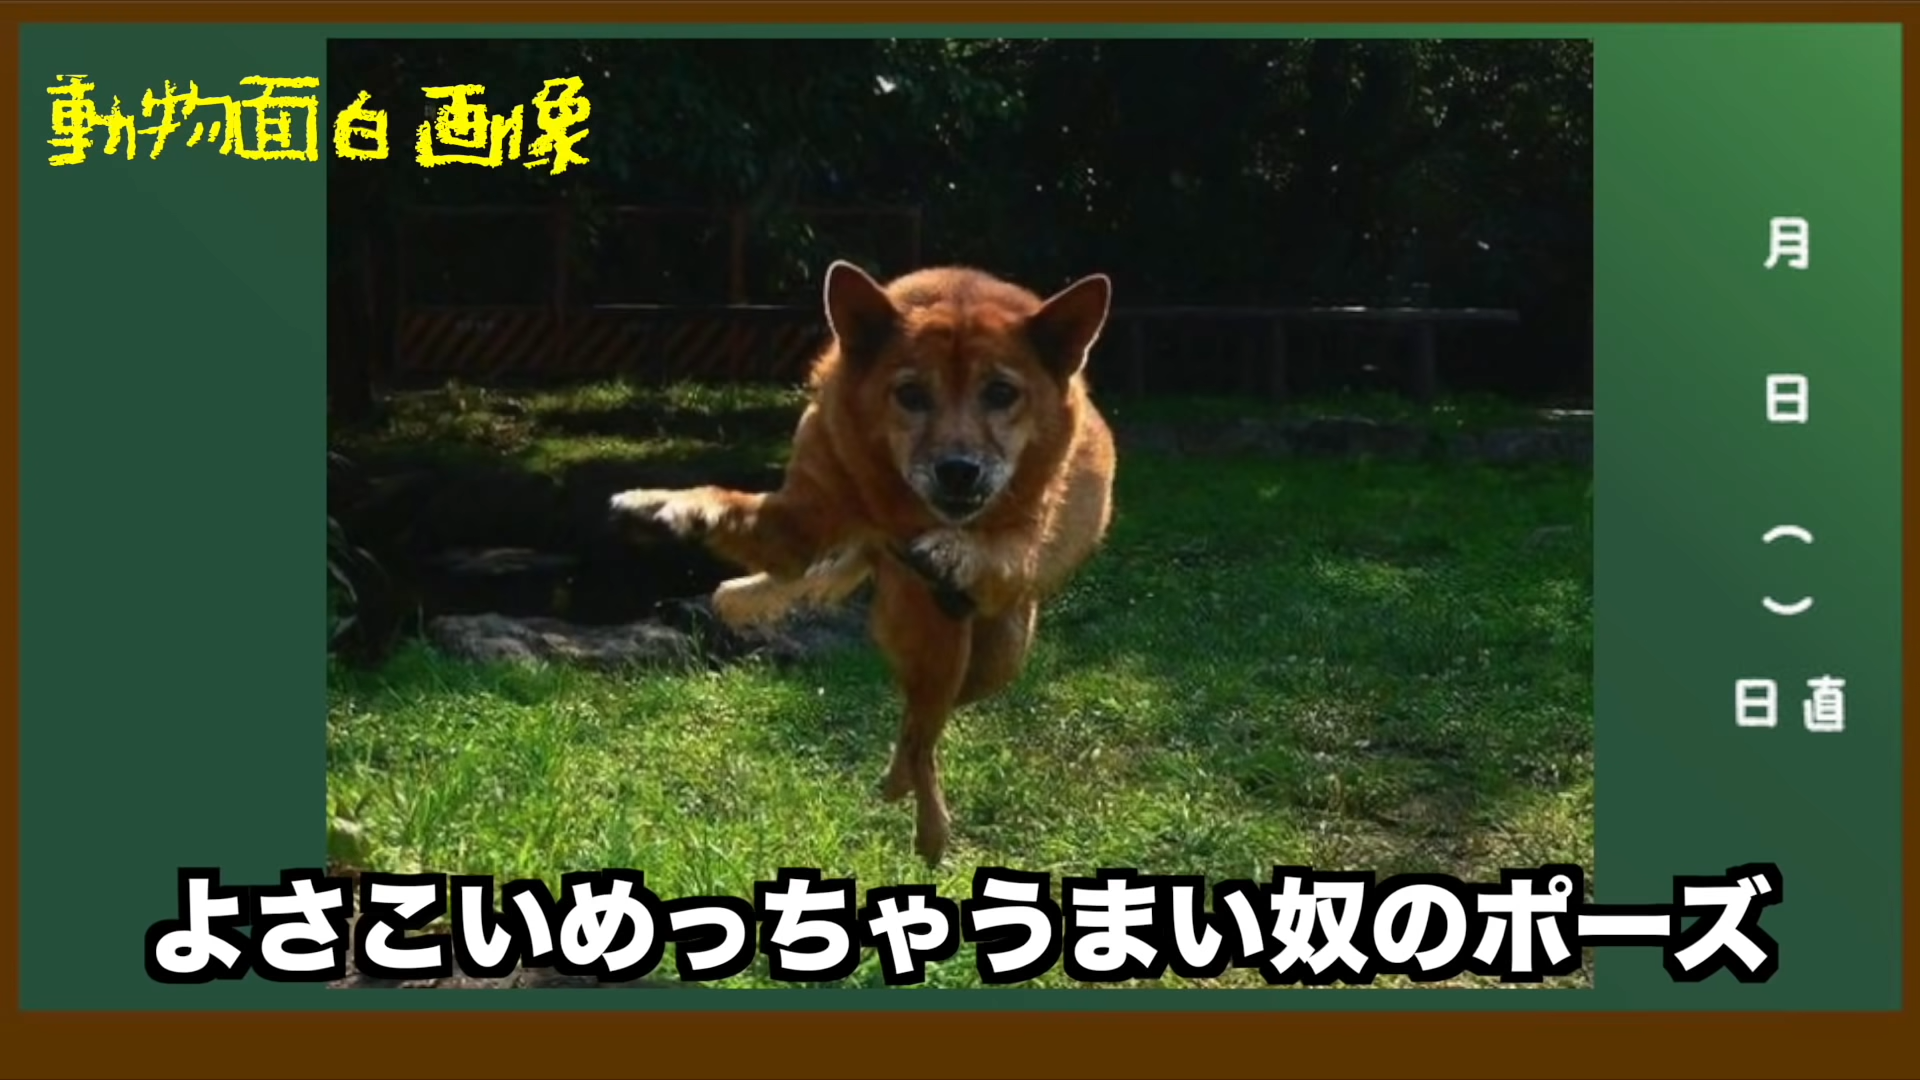 動物面白画像
月
日
（
）
日直
よさこいめっちゃうまい奴のポーズ